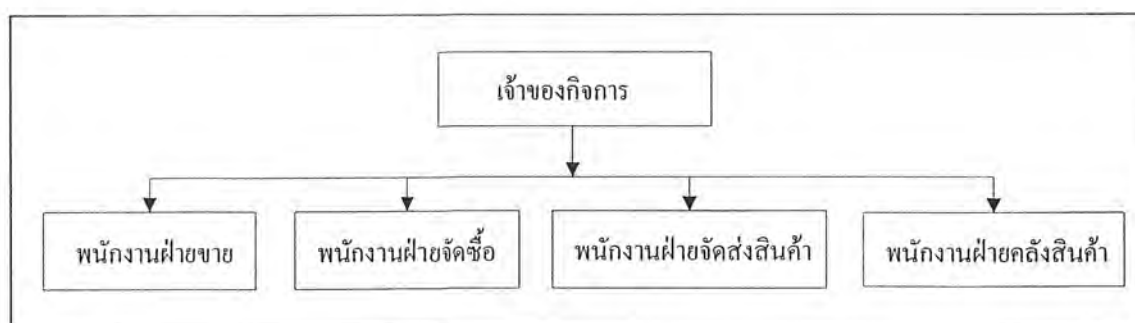 เจ้าของกิจการ
พนักงานฝ่ายขาย
พนักงานฝ่ายจัดซื้อ
พนักงานฝ่ายจัดส่งสินค้า
พนักงานฝ่ายคลังสินค้า